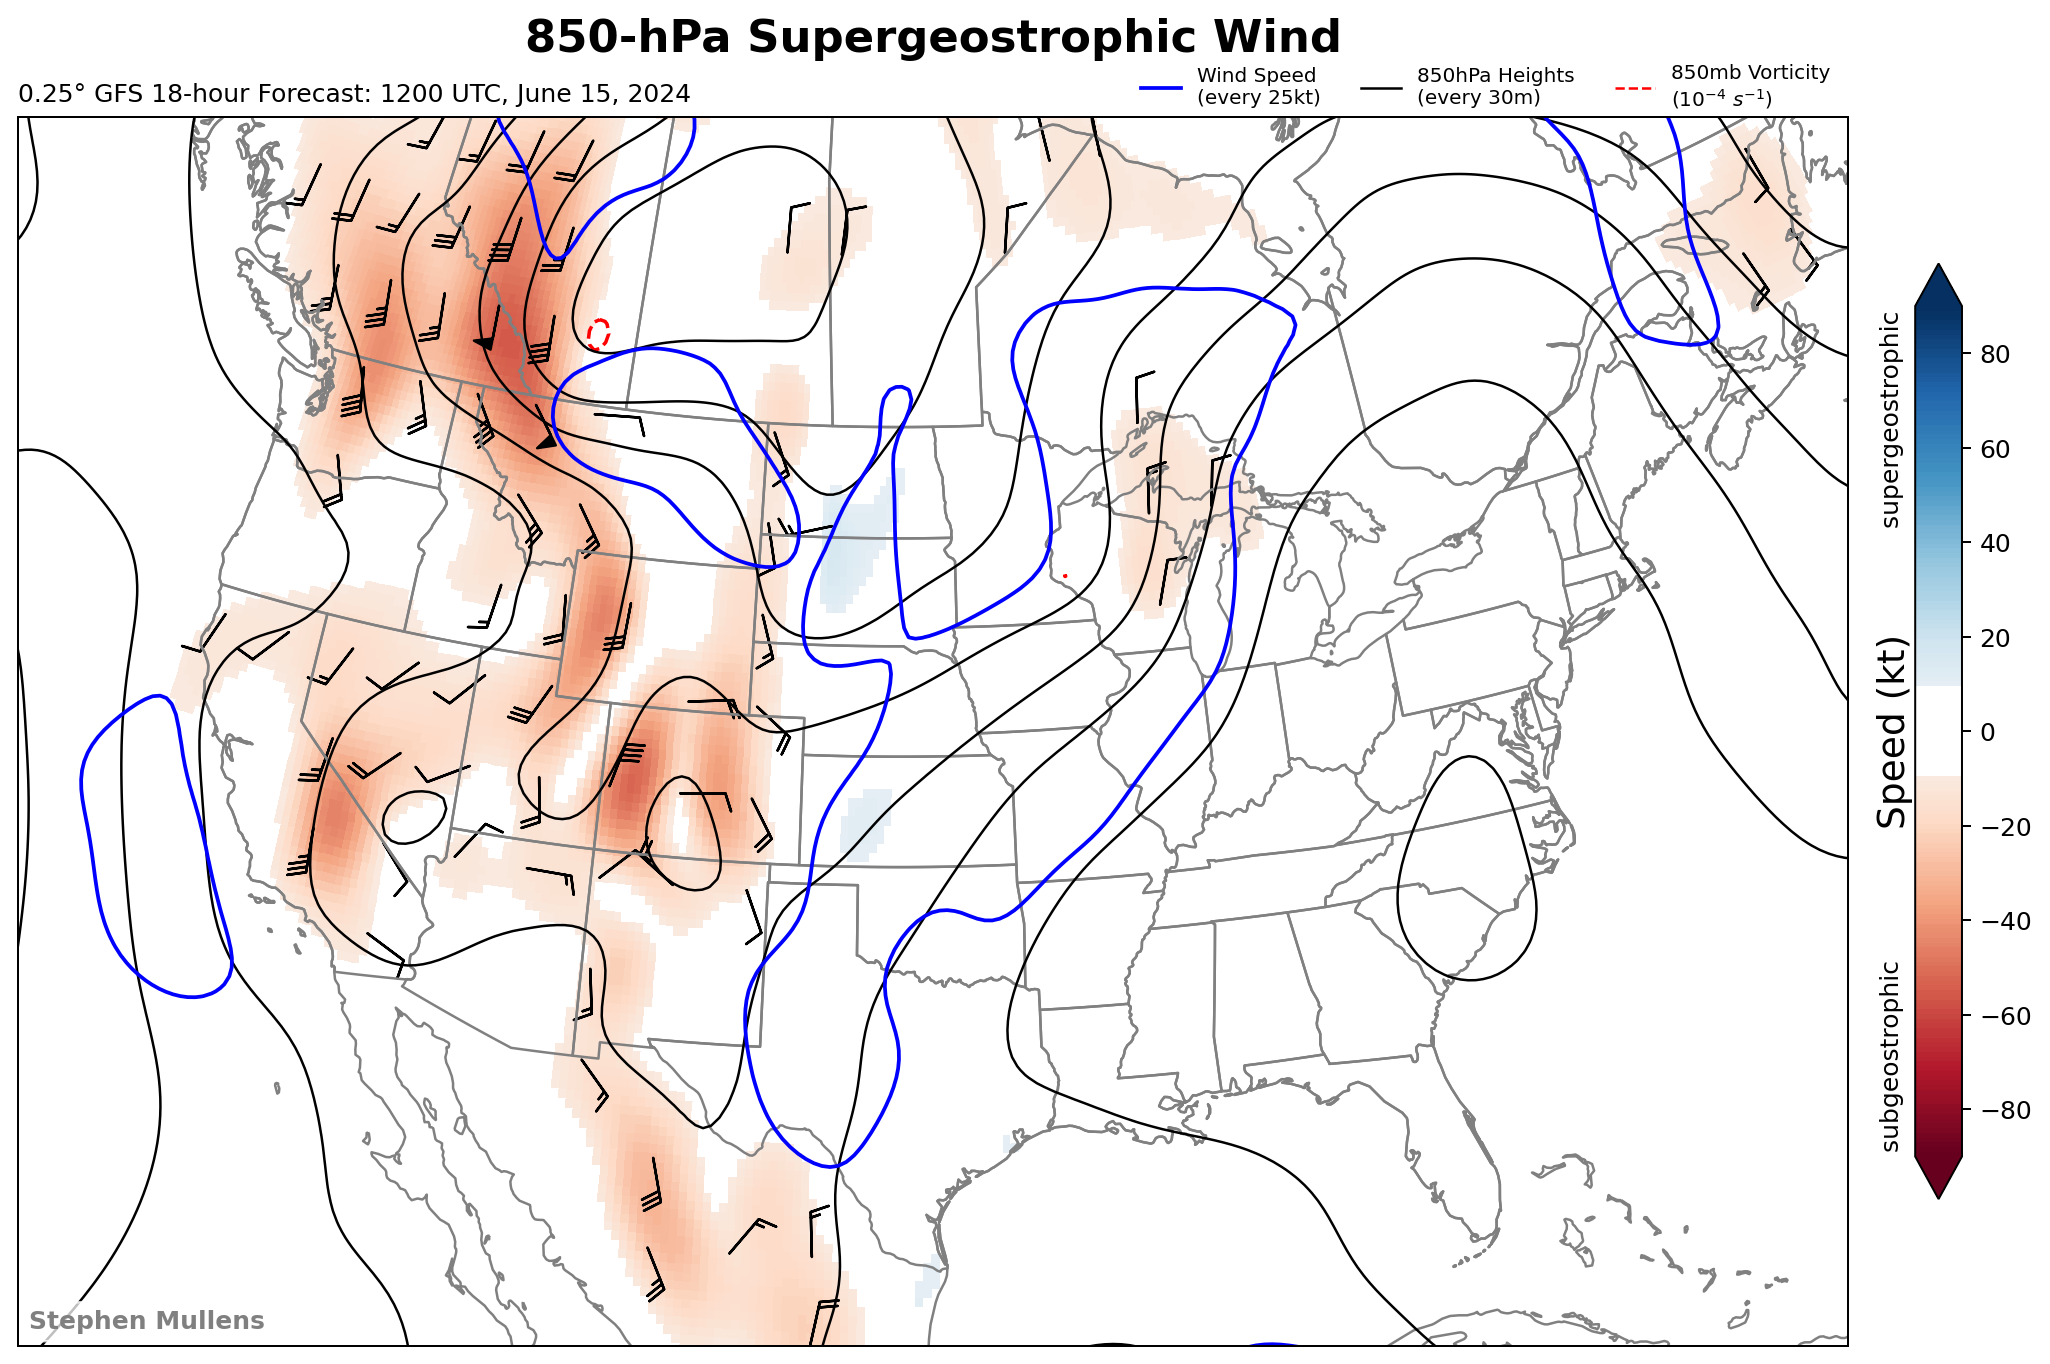 850-hPa Supergeostrophic Wind
0.25° GFS 18-hour Forecast: 1200 UTC, June 15, 2024
Wind Speed
(every 25kt)
850hPa Heights
(every 30m)
850mb Vorticity
(10⁻⁴ s⁻¹)
supergeostrophic
Speed (kt)
subgeostrophic
80
60
40
20
0
−20
−40
−60
−80
Stephen Mullens